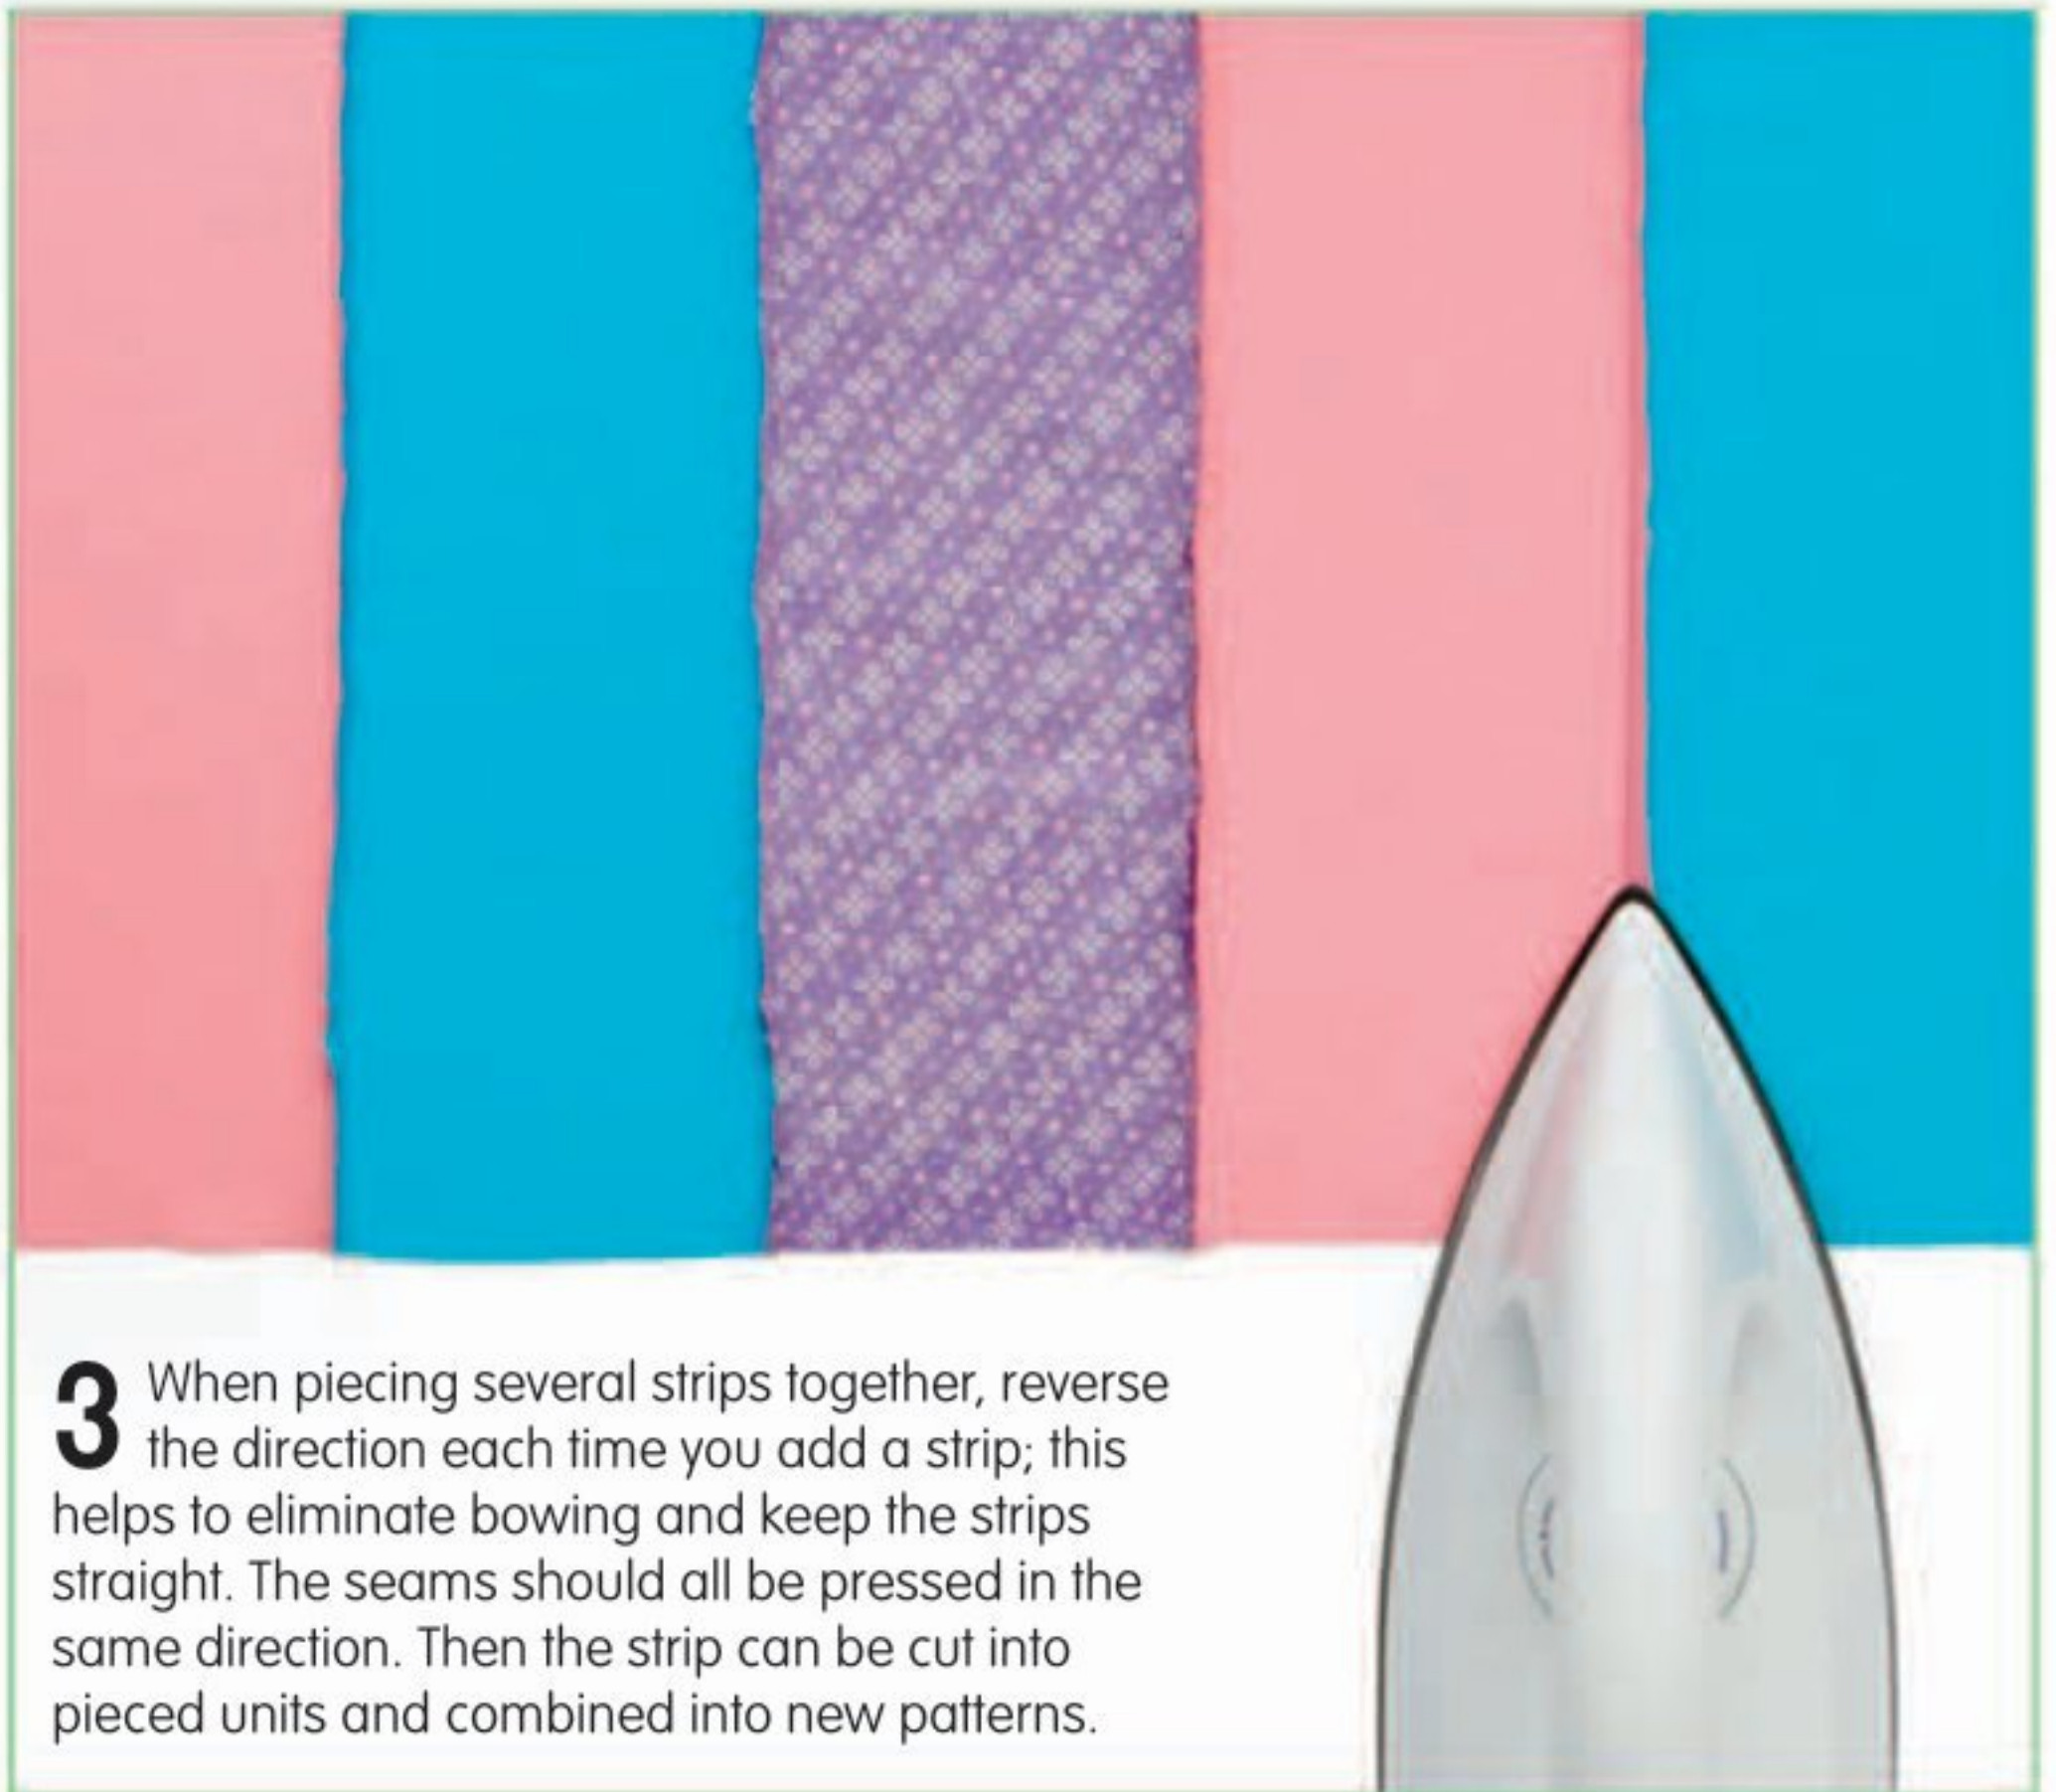 3 When piecing several strips together, reverse
the direction each time you add a strip; this
helps to eliminate bowing and keep the strips
straight. The seams should all be pressed in the
same direction. Then the strip can be cut into
pieced units and combined into new patterns.